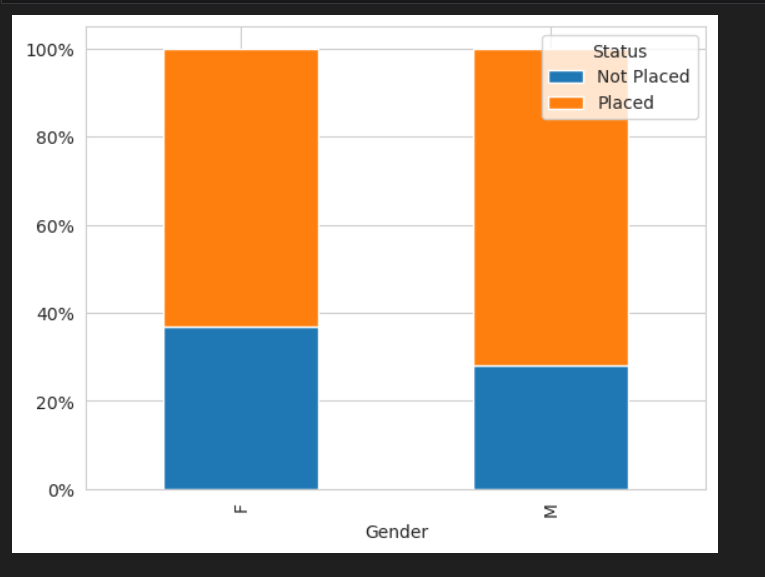 Status
Not Placed
Placed
100%
80%
60%
40%
20%
0%
F
M
Gender